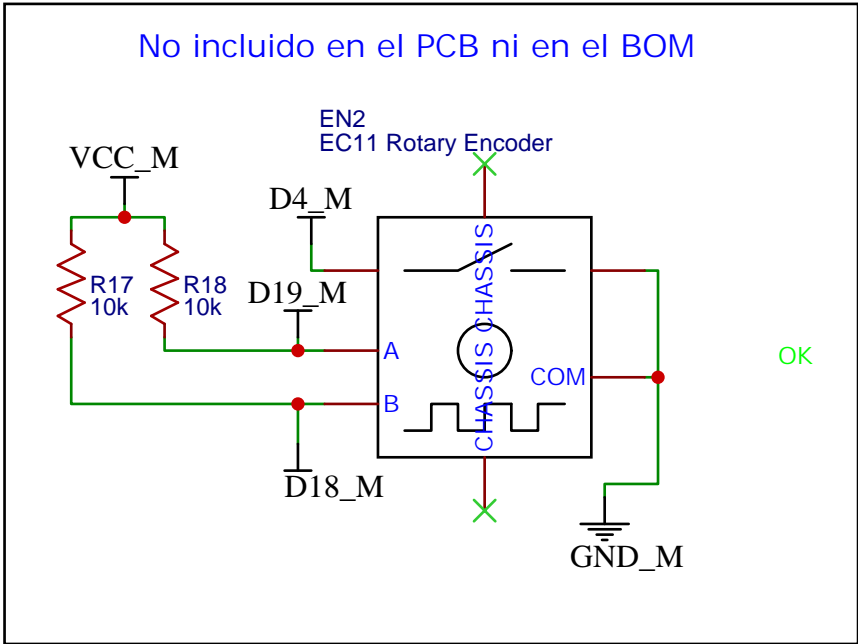 No incluido en el PCB ni en el BOM
EN2
EC11 Rotary Encoder
VCC_M
D4_M
R17
10k
R18
10k
D19_M
CHASSIS
CHASSIS
A
B
COM
OK
D18_M
GND_M